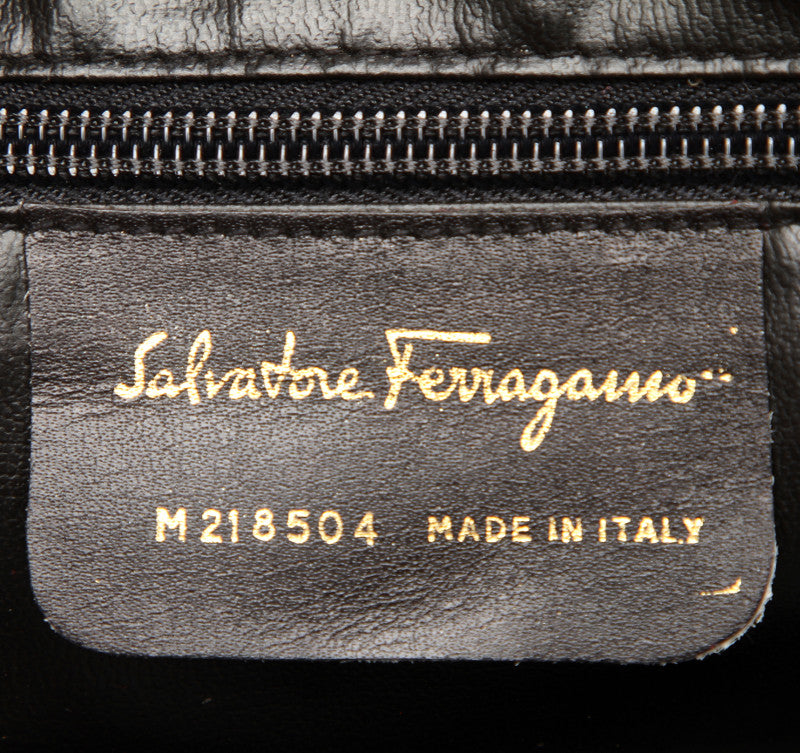 Salvatore Ferragamo
M218504 MADE IN ITALY